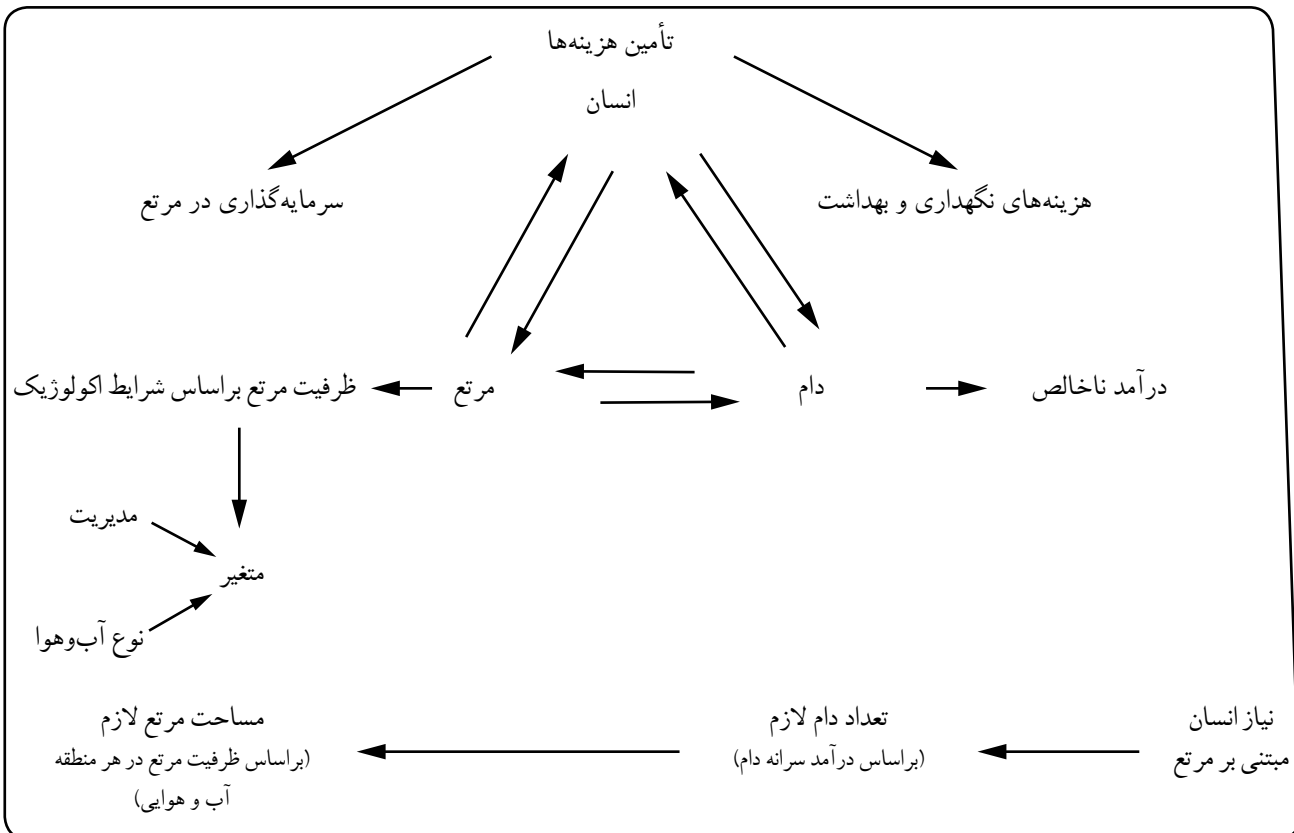 تأمین هزینه‌ها
انسان
هزینه‌های نگهداری و بهداشت
سرمایه‌گذاری در مرتع
درآمد ناخالص
دام
مرتع
ظرفیت مرتع براساس شرایط اکولوژیک
مدیریت
متغیر
نوع آب‌وهوا
نیاز انسان
مبتنی بر مرتع
تعداد دام لازم
(براساس درآمد سرانه دام)
مساحت مرتع لازم
(براساس ظرفیت مرتع در هر منطقه
آب و هوایی)